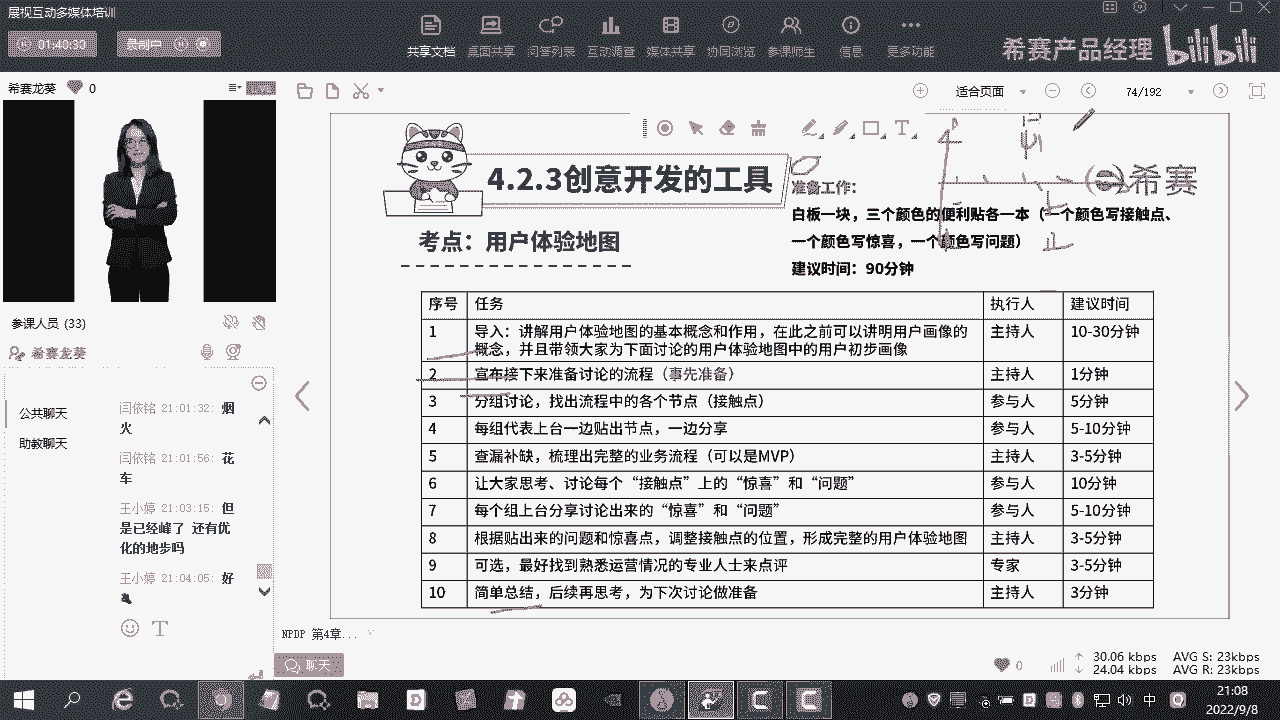 展视互动多媒体培训
01:40:30
录制中
共享文档
桌面共享
问答列表
互动调查
媒体共享
协同浏览
参课师生
信息
更多功能
希赛产品经理
bilibili
希赛龙葵
0
适合页面
74/192
4.2.3创意开发的工具
希赛
考点：用户体验地图
准备工作：
白板一块，三个颜色的便利贴各一本（一个颜色写接触点、
一个颜色写惊喜，一个颜色写问题）
建议时间：90分钟
序号 任务 执行人 建议时间
1 导入：讲解用户体验地图的基本概念和作用，在此之前可以讲明用户画像的
概念，并且带领大家为下面讨论的用户体验地图中的用户初步画像 主持人 10-30分钟
2 宣布接下来准备讨论的流程（事先准备） 主持人 1分钟
3 分组讨论，找出流程中的各个节点（接触点） 参与人 5分钟
4 每组代表上台一边贴出节点，一边分享 参与人 5-10分钟
5 查漏补缺，梳理出完整的业务流程（可以是MVP） 主持人 3-5分钟
6 让大家思考、讨论每个“接触点”上的“惊喜”和“问题” 参与人 10分钟
7 每个组上台分享讨论出来的“惊喜”和“问题” 参与人 5-10分钟
8 根据贴出来的问题和惊喜点，调整接触点的位置，形成完整的用户体验地图 主持人 3-5分钟
9 可选，最好找到熟悉运营情况的专业人士来点评 专家 3-5分钟
10 简单总结，后续再思考，为下次讨论做准备 主持人 3分钟
参课人员 (33)
希赛龙葵
公共聊天
助教聊天
闫依铭 21:01:32: 烟
火
闫依铭 21:01:56: 花
车
王小婷 21:03:15: 但
是已经峰了 还有优
化的地步吗
王小婷 21:04:05: 好
NPDP 第4章...
聊天
0
30.06 kbps AVG S: 23kbps
24.04 kbps AVG R: 23kbps
中
21:08
2022/9/8